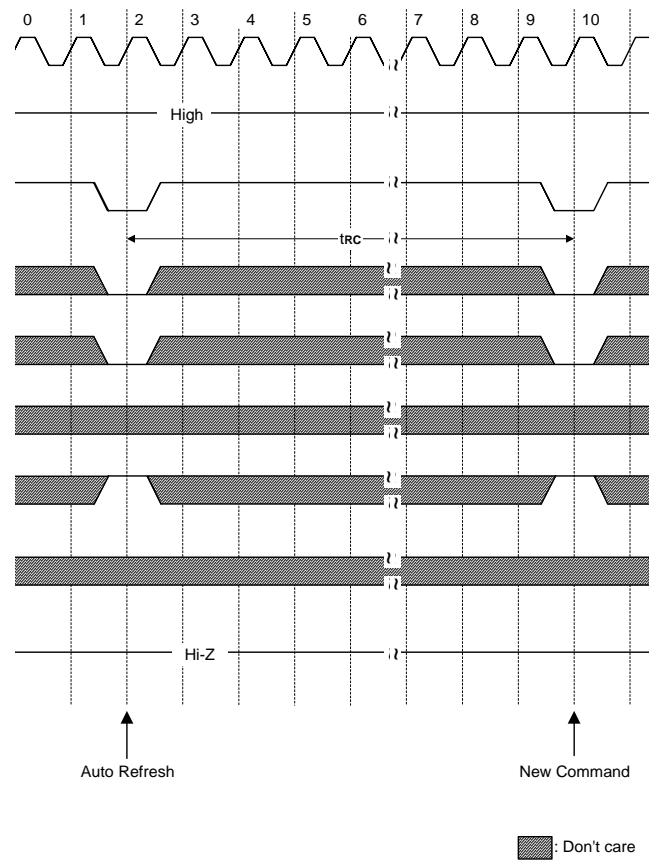 0 1 2 3 4 5 6 7 8 9 10
High
tRC
Hi-Z
Auto Refresh New Command
: Don't care